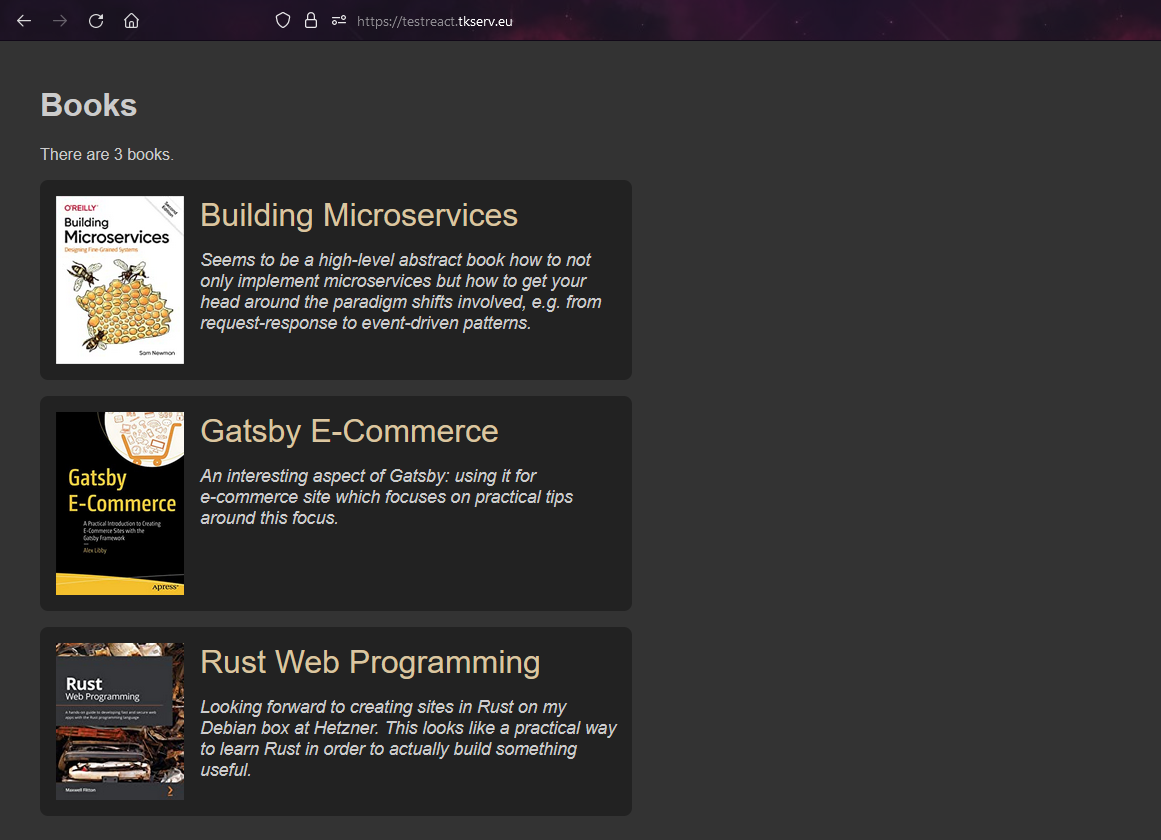 https://testreact.tkserv.eu
Books
There are 3 books.
O'REILLY®
Second
Edition
Building
Microservices
Designing Fine-Grained Systems
Sam Newman
Building Microservices
Seems to be a high-level abstract book how to not
only implement microservices but how to get your
head around the paradigm shifts involved, e.g. from
request-response to event-driven patterns.
Gatsby
E-Commerce
A Practical Introduction to Creating
E-Commerce Sites with the
Gatsby Framework
—
Alex Libby
Apress®
Gatsby E-Commerce
An interesting aspect of Gatsby: using it for
e-commerce site which focuses on practical tips
around this focus.
Rust
Web Programming
A hands-on guide to developing fast and secure web
apps with the Rust programming language
Maxwell Flitton
Rust Web Programming
Looking forward to creating sites in Rust on my
Debian box at Hetzner. This looks like a practical way
to learn Rust in order to actually build something
useful.